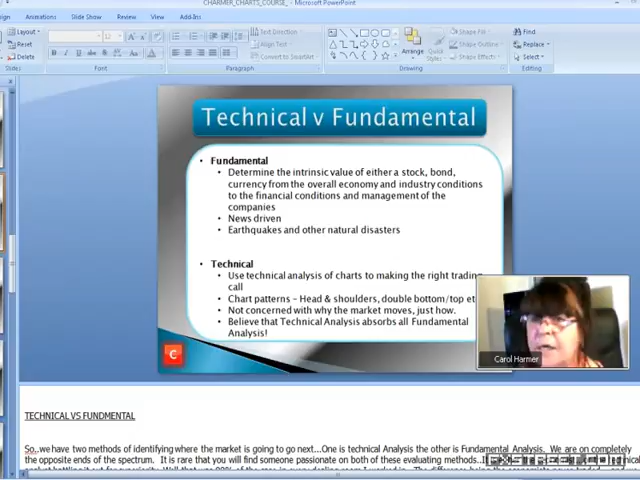 CHARMER_CHARTS_COURSE_ - Microsoft PowerPoint
Animations Slide Show Review View Add-Ins
Layout
Reset
Delete
Slides
Font
Paragraph
Text Direction
Align Text
Convert to SmartArt
Arrange
Quick
Styles
Shape Fill
Shape Outline
Shape Effects
Drawing
Find
Replace
Select
Editing
Technical v Fundamental
• Fundamental
• Determine the intrinsic value of either a stock, bond,
currency from the overall economy and industry conditions
to the financial conditions and management of the
companies
• News driven
• Earthquakes and other natural disasters
• Technical
• Use technical analysis of charts to making the right trading
call
• Chart patterns – Head & shoulders, double bottom/top et
• Not concerned with why the market moves, just how.
• Believe that Technical Analysis absorbs all Fundamental
Analysis!
C
Carol Harmer
TECHNICAL VS FUNDMENTAL
So,.we have two methods of identifying where the market is going to go next...One is technical Analysis the other is Fundamental Analysis. We are on completely
the opposite ends of the spectrum. It is rare that you will find someone passionate on both of these evaluating methods.
FXSTREET.COM